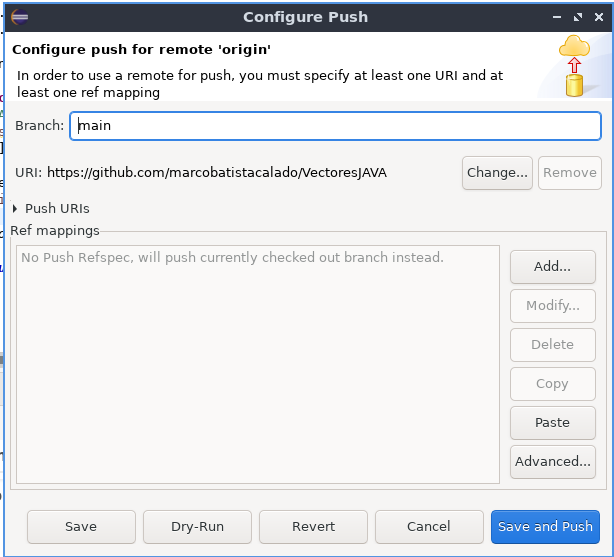 Configure Push
Configure push for remote 'origin'
In order to use a remote for push, you must specify at least one URI and at
least one ref mapping
Branch: main
URI: https://github.com/marcobatistacalado/VectoresJAVA
Change...
Remove
Push URIs
Ref mappings
No Push Refspec, will push currently checked out branch instead.
Add...
Modify...
Delete
Copy
Paste
Advanced...
Save
Dry-Run
Revert
Cancel
Save and Push